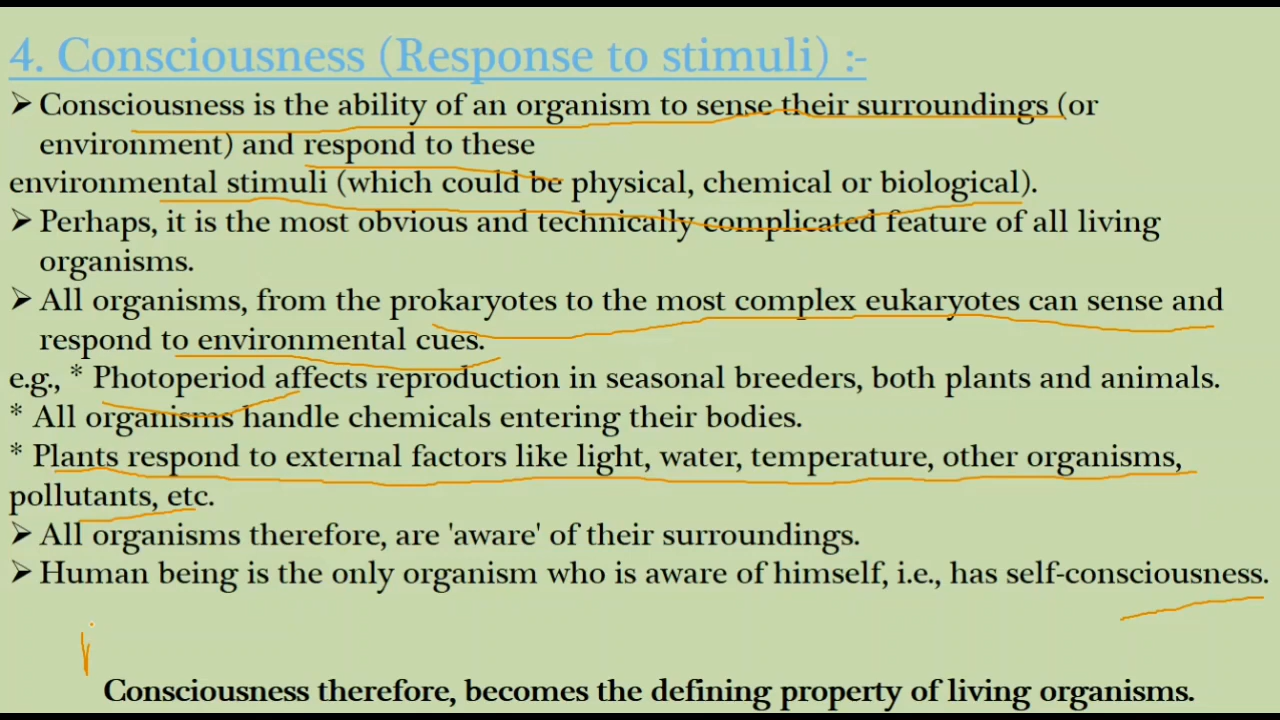 4. Consciousness (Response to stimuli) :-
➢ Consciousness is the ability of an organism to sense their surroundings (or
environment) and respond to these
environmental stimuli (which could be physical, chemical or biological).
➢ Perhaps, it is the most obvious and technically complicated feature of all living
organisms.
➢ All organisms, from the prokaryotes to the most complex eukaryotes can sense and
respond to environmental cues.
e.g., * Photoperiod affects reproduction in seasonal breeders, both plants and animals.
* All organisms handle chemicals entering their bodies.
* Plants respond to external factors like light, water, temperature, other organisms,
pollutants, etc.
➢ All organisms therefore, are 'aware' of their surroundings.
➢ Human being is the only organism who is aware of himself, i.e., has self-consciousness.
Consciousness therefore, becomes the defining property of living organisms.